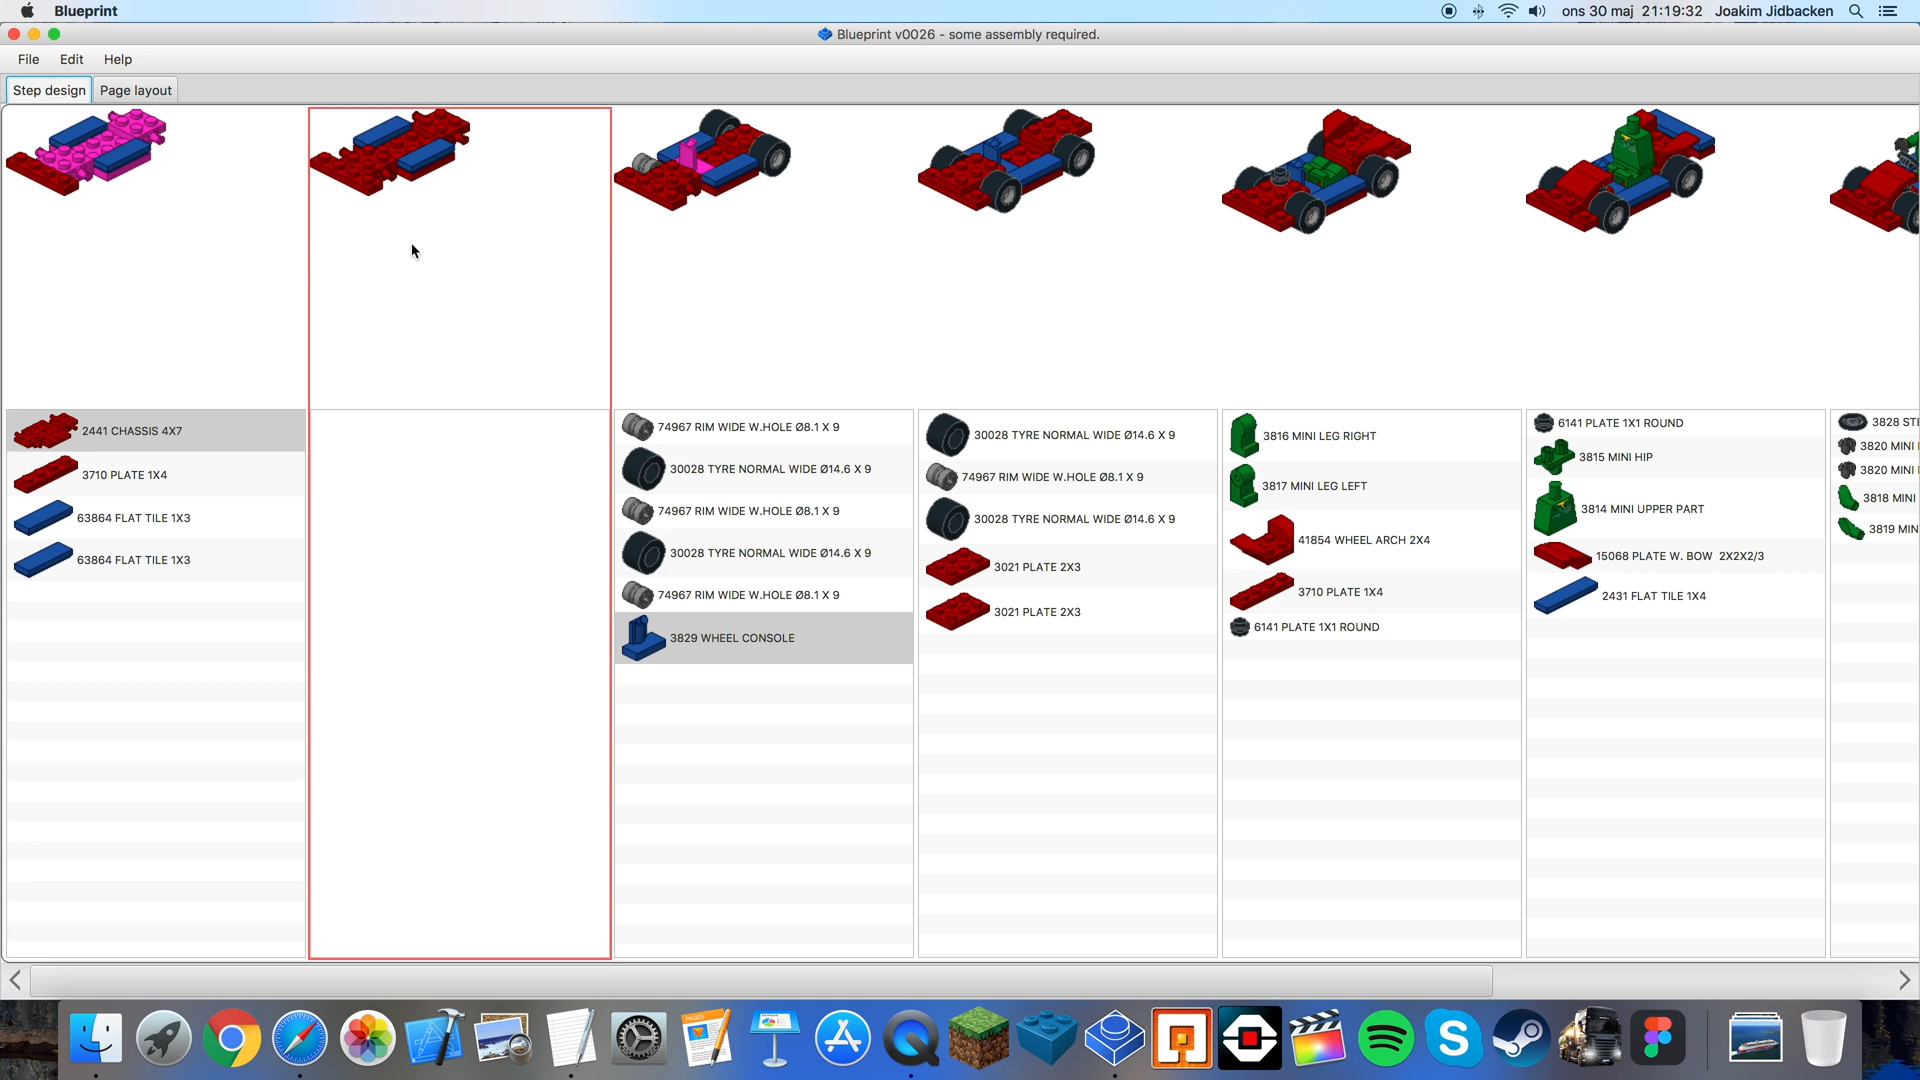 Blueprint
ons 30 maj 21:19:32 Joakim Jidbacken
Blueprint v0026 - some assembly required.
File Edit Help
Step design Page layout
2441 CHASSIS 4X7
3710 PLATE 1X4
63864 FLAT TILE 1X3
63864 FLAT TILE 1X3
74967 RIM WIDE W.HOLE Ø8.1 X 9
30028 TYRE NORMAL WIDE Ø14.6 X 9
74967 RIM WIDE W.HOLE Ø8.1 X 9
30028 TYRE NORMAL WIDE Ø14.6 X 9
74967 RIM WIDE W.HOLE Ø8.1 X 9
3829 WHEEL CONSOLE
30028 TYRE NORMAL WIDE Ø14.6 X 9
74967 RIM WIDE W.HOLE Ø8.1 X 9
30028 TYRE NORMAL WIDE Ø14.6 X 9
3021 PLATE 2X3
3021 PLATE 2X3
3816 MINI LEG RIGHT
3817 MINI LEG LEFT
41854 WHEEL ARCH 2X4
3710 PLATE 1X4
6141 PLATE 1X1 ROUND
6141 PLATE 1X1 ROUND
3815 MINI HIP
3814 MINI UPPER PART
15068 PLATE W. BOW 2X2X2/3
2431 FLAT TILE 1X4
3828 STE
3820 MINI
3820 MINI
3818 MINI
3819 MIN
PAGES